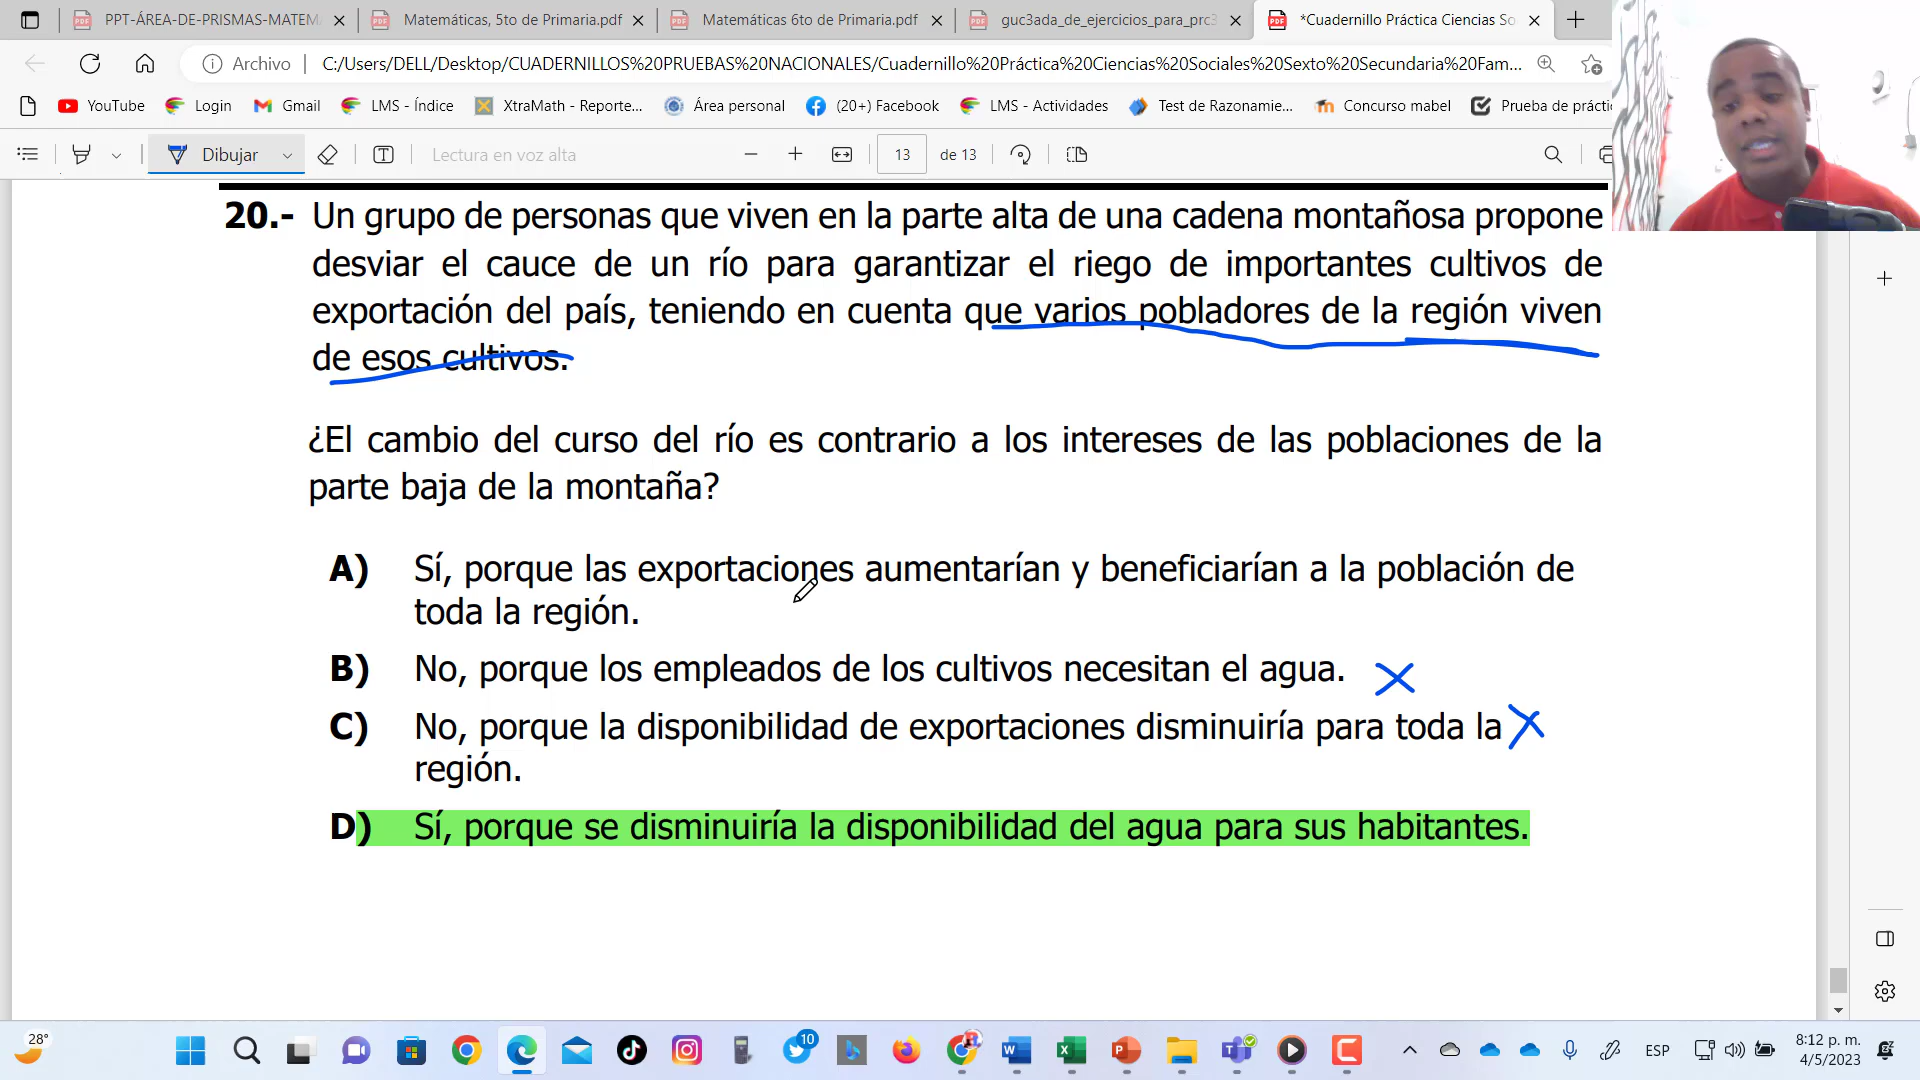 PPT-ÁREA-DE-PRISMAS-MATEM
Matemáticas, 5to de Primaria.pdf
Matemáticas 6to de Primaria.pdf
guc3ada_de_ejercicios_para_prc3
*Cuadernillo Práctica Ciencias So
Archivo
C:/Users/DELL/Desktop/CUADERNILLOS%20PRUEBAS%20NACIONALES/Cuadernillo%20Práctica%20Ciencias%20Sociales%20Sexto%20Secundaria%20Fam...
YouTube
Login
Gmail
LMS - Índice
XtraMath - Reporte...
Área personal
(20+) Facebook
LMS - Actividades
Test de Razonamie...
Concurso mabel
Prueba de prácti
Dibujar
Lectura en voz alta
13
de 13
20.- Un grupo de personas que viven en la parte alta de una cadena montañosa propone
desviar el cauce de un río para garantizar el riego de importantes cultivos de
exportación del país, teniendo en cuenta que varios pobladores de la región viven
de esos cultivos.
¿El cambio del curso del río es contrario a los intereses de las poblaciones de la
parte baja de la montaña?
A) Sí, porque las exportaciones aumentarían y beneficiarían a la población de
toda la región.
B) No, porque los empleados de los cultivos necesitan el agua.
C) No, porque la disponibilidad de exportaciones disminuiría para toda la
región.
D) Sí, porque se disminuiría la disponibilidad del agua para sus habitantes.
28°
10
ESP
8:12 p. m.
4/5/2023